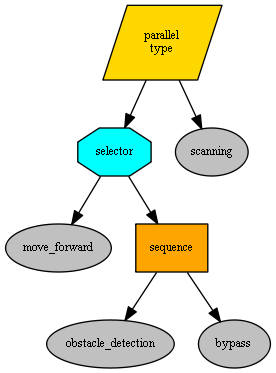 parallel
type
selector
scanning
move_forward
sequence
obstacle_detection
bypass